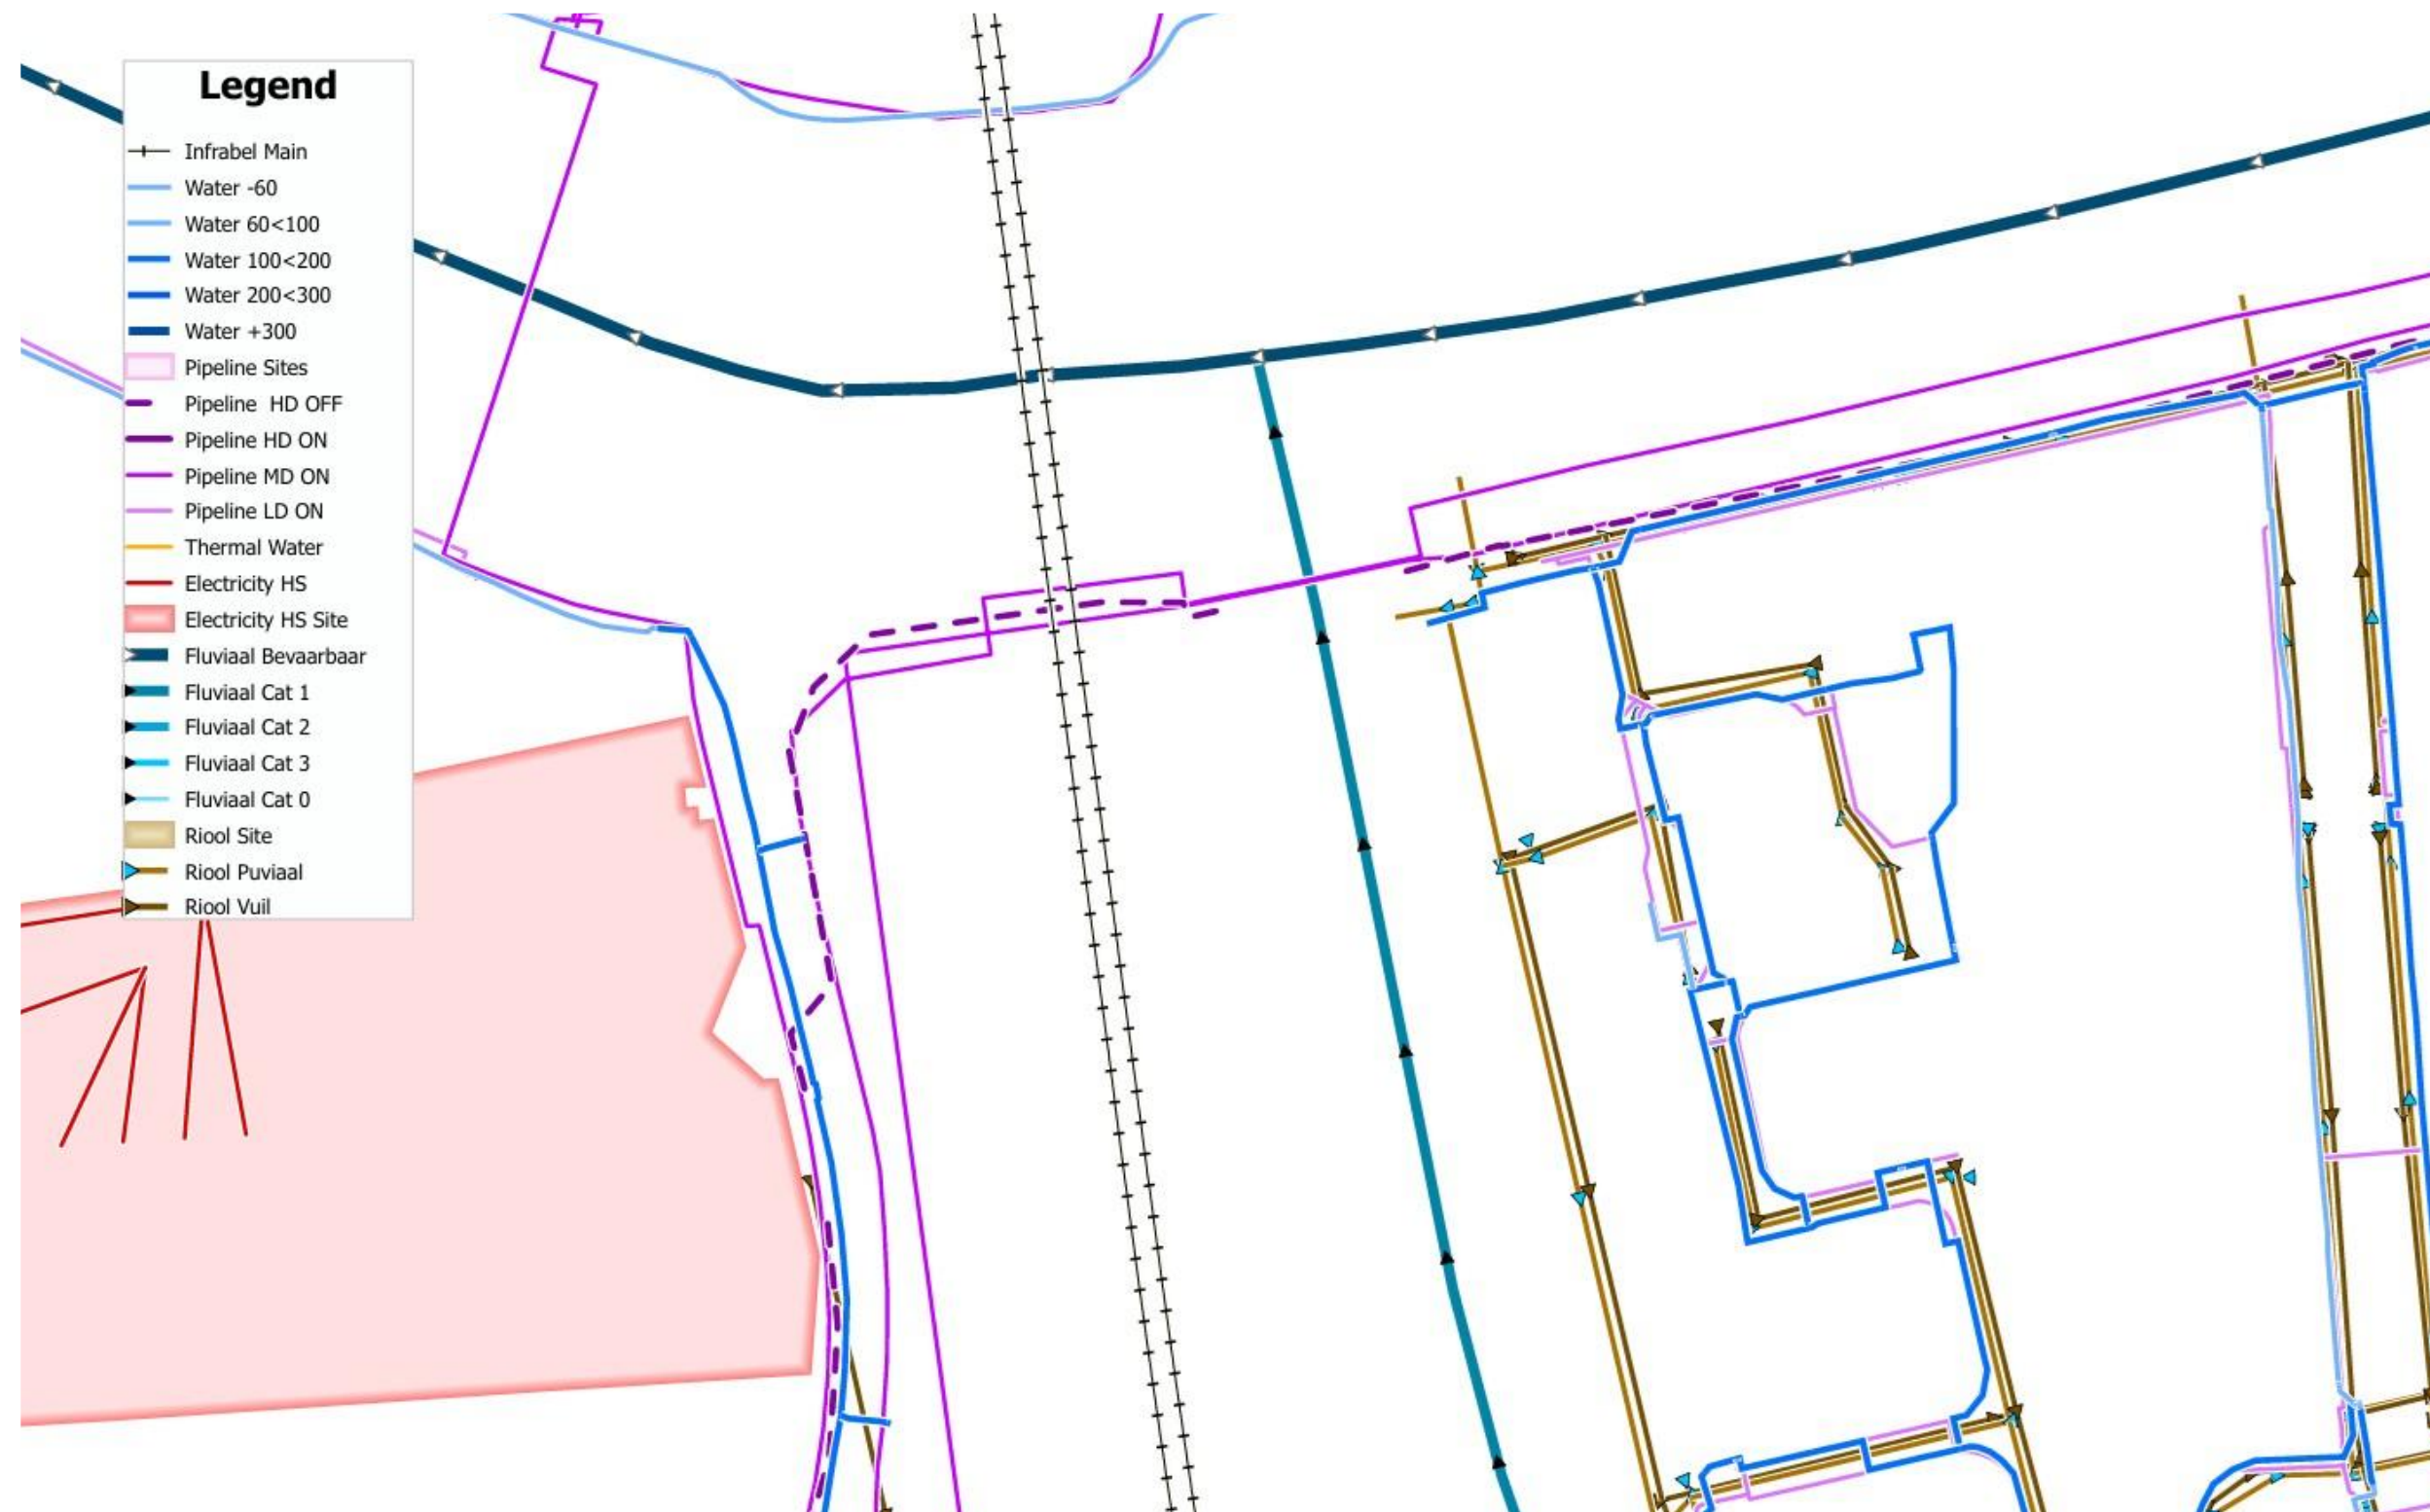 Legend
Infrabel Main
Water -60
Water 60<100
Water 100<200
Water 200<300
Water +300
Pipeline Sites
Pipeline  HD OFF
Pipeline HD ON
Pipeline MD ON
Pipeline LD ON
Thermal Water
Electricity HS
Electricity HS Site
Fluviaal Bevaarbaar
Fluviaal Cat 1
Fluviaal Cat 2
Fluviaal Cat 3
Fluviaal Cat 0
Riool Site
Riool Puviaal
Riool Vuil